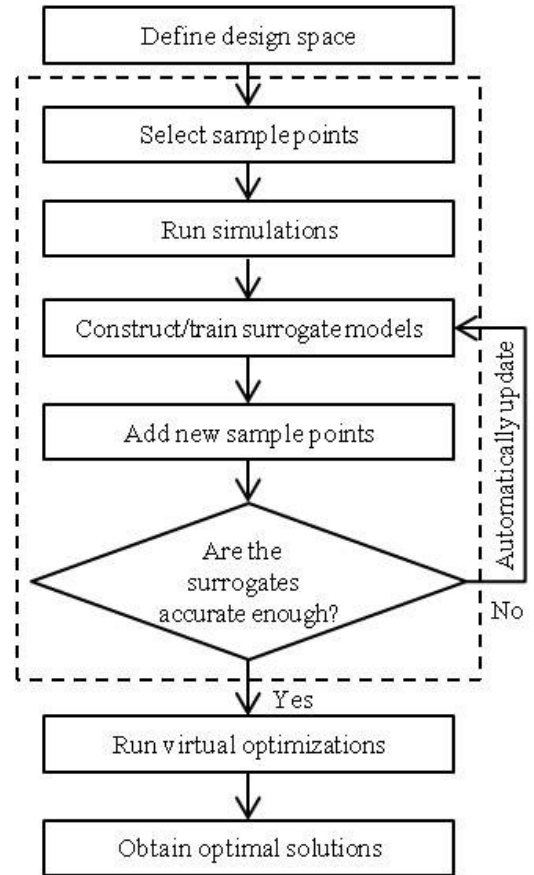 Define design space
Select sample points
Run simulations
Construct/train surrogate models
Add new sample points
Are the
surrogates
accurate enough?
Automatically update
No
Yes
Run virtual optimizations
Obtain optimal solutions